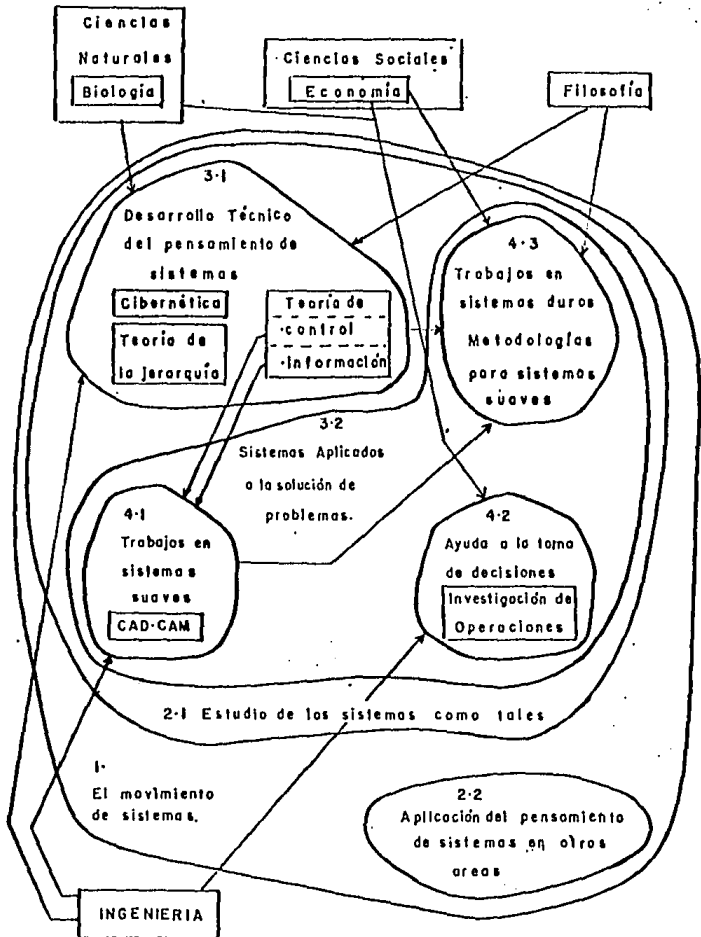 Ciencias
Naturales
Biología
Ciencias Sociales
Economía
Filosofía
3·1
Desarrollo Técnico
del pensamiento de
sistemas
Cibernética
Teoría de
la jerarquía
Teoría de
·control
·información
4·3
Trabajos en
sistemas duros
Metodologías
para sistemas
suaves
3·2
Sistemas Aplicados
a la solución de
problemas.
4·1
Trabajos en
sistemas
suaves
CAD·CAM
4·2
Ayuda a la toma
de decisiones
Investigación de
Operaciones
2·1 Estudio de los sistemas como tales
1·
El movimiento
de sistemas.
2·2
Aplicación del pensamiento
de sistemas en otros
areas
INGENIERIA